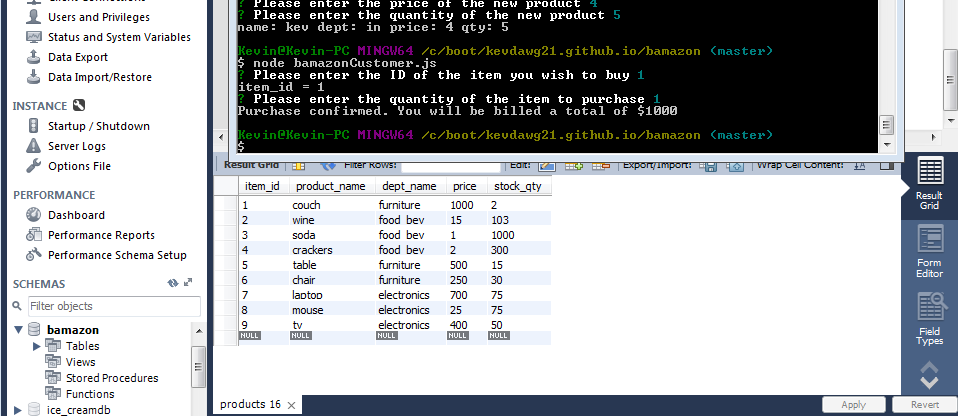 Client Connections
Users and Privileges
Status and System Variables
Data Export
Data Import/Restore
INSTANCE
Startup / Shutdown
Server Logs
Options File
PERFORMANCE
Dashboard
Performance Reports
Performance Schema Setup
SCHEMAS
Filter objects
bamazon
Tables
Views
Stored Procedures
Functions
ice_creamdb
? Please enter the price of the new product 4
? Please enter the quantity of the new product 5
name: kev dept: in price: 4 qty: 5
Kevin@Kevin-PC MINGW64 /c/boot/kevdawg21.github.io/bamazon (master)
$ node bamazonCustomer.js
? Please enter the ID of the item you wish to buy 1
item_id = 1
? Please enter the quantity of the item to purchase 1
Purchase confirmed. You will be billed a total of $1000
Kevin@Kevin-PC MINGW64 /c/boot/kevdawg21.github.io/bamazon (master)
$
Result Grid Filter Rows: Edit: Export/Import: Wrap Cell Content: IA
item_id product_name dept_name price stock_qty
1 couch furniture 1000 2
2 wine food bev 15 103
3 soda food bev 1 1000
4 crackers food bev 2 300
5 table furniture 500 15
6 chair furniture 250 30
7 laptop electronics 700 75
8 mouse electronics 25 75
9 tv electronics 400 50
NULL NULL NULL NULL NULL
Result
Grid
Form
Editor
Field
Types
products 16
Apply Revert